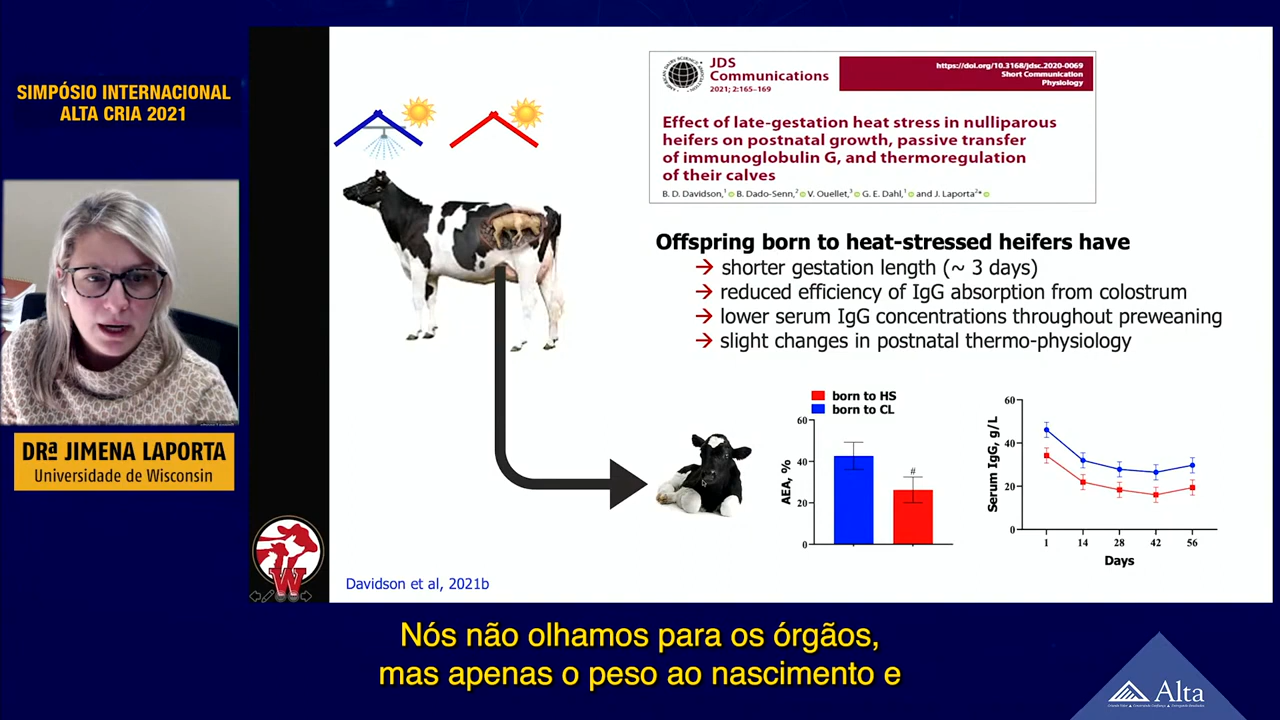 SIMPÓSIO INTERNACIONAL
ALTA CRIA 2021
DRª JIMENA LAPORTA
Universidade de Wisconsin
JDS
Communications
2021; 2:165–169
https://doi.org/10.3168/jdsc.2020-0069
Short Communication
Physiology
Effect of late-gestation heat stress in nulliparous
heifers on postnatal growth, passive transfer
of immunoglobulin G, and thermoregulation
of their calves
B. D. Davidson,¹ B. Dado-Senn,² V. Ouellet,³ G. E. Dahl,¹ and J. Laporta²*
Offspring born to heat-stressed heifers have
→ shorter gestation length (~ 3 days)
→ reduced efficiency of IgG absorption from colostrum
→ lower serum IgG concentrations throughout preweaning
→ slight changes in postnatal thermo-physiology
born to HS
born to CL
AEA, %
60
40
20
0
#
Serum IgG, g/L
60
40
20
0
1 14 28 42 56
Days
W
Davidson et al, 2021b
Nós não olhamos para os órgãos,
mas apenas o peso ao nascimento e
Alta